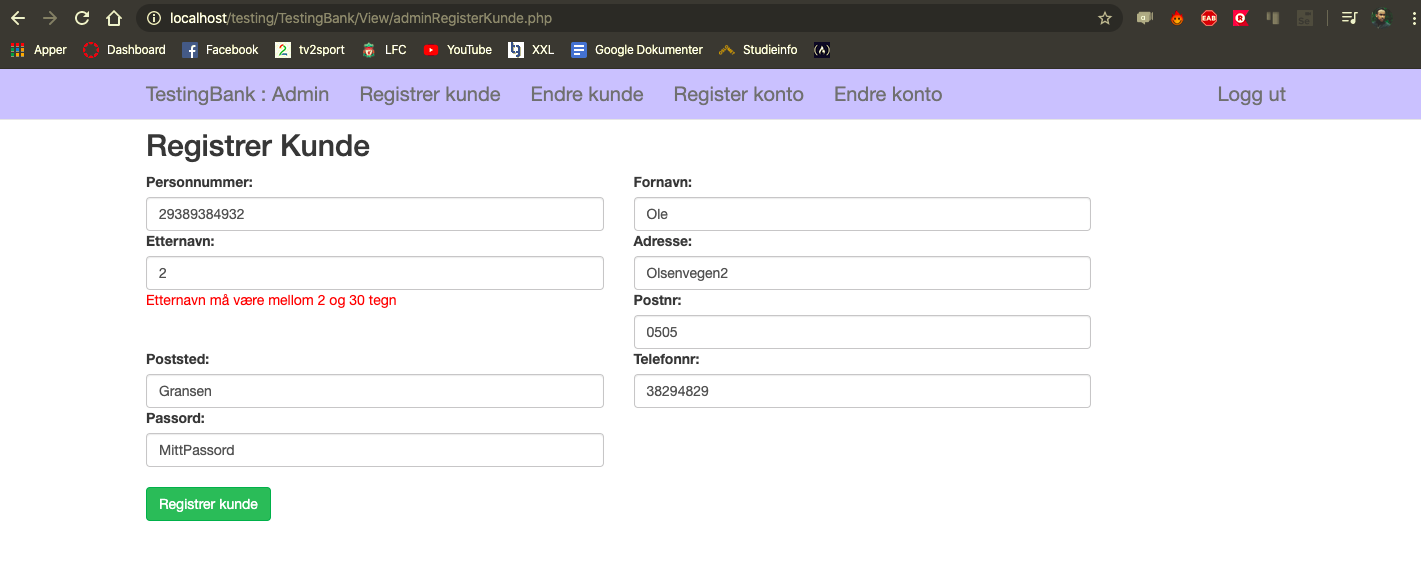 localhost/testing/TestingBank/View/adminRegisterKunde.php
Apper Dashboard Facebook 2 tv2sport LFC YouTube XXL Google Dokumenter Studieinfo (A)
EAB
TestingBank : Admin Registrer kunde Endre kunde Register konto Endre konto Logg ut
Registrer Kunde
Personnummer: Fornavn:
29389384932 Ole
Etternavn: Adresse:
2 Olsenvegen2
Etternavn må være mellom 2 og 30 tegn Postnr:
0505
Poststed: Telefonnr:
Gransen 38294829
Passord:
MittPassord
Registrer kunde